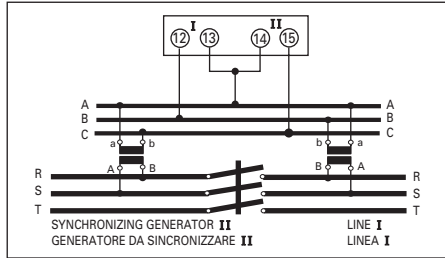 I II
12 13 14 15
A A
B B
C C
a b b a
A B B A
R R
S S
T T
SYNCHRONIZING GENERATOR II LINE I
GENERATORE DA SINCRONIZZARE II LINEA I